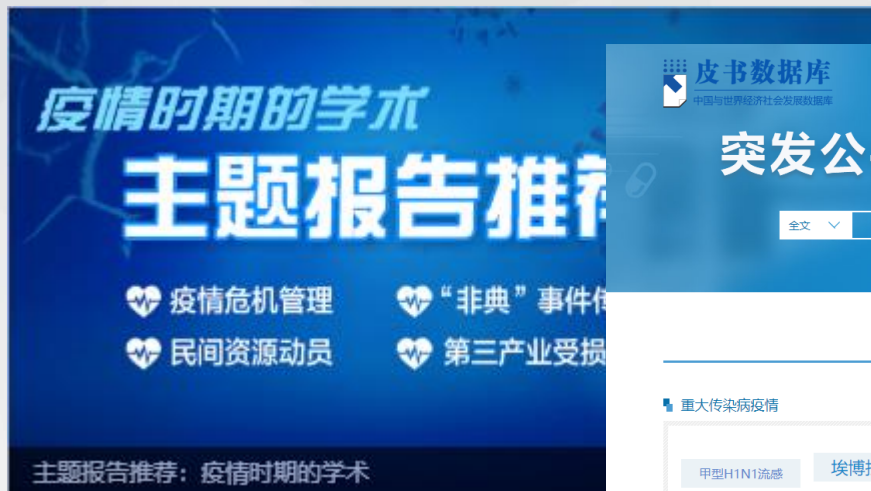 疫情时期的学术
主题报告推
疫情危机管理
“非典”事件
民间资源动员
第三产业受损
主题报告推荐：疫情时期的学术
皮书数据库
中国与世界经济社会发展数据库
突发公
全文
重大传染病疫情
甲型H1N1流感
埃博